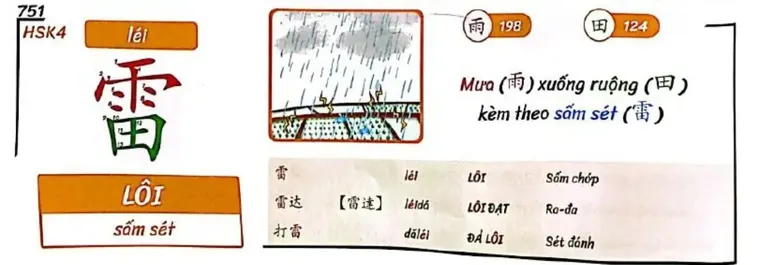 751
HSK4
léi
雷
LÔI
sấm sét
雨 198
田 124
Mưa (雨) xuống ruộng (田)
kèm theo sấm sét (雷)
雷 léi LÔI Sấm chớp
雷达 【雷達】 léidá LÔI ĐẠT Ra-đa
打雷 dǎléi ĐẢ LÔI Sét đánh